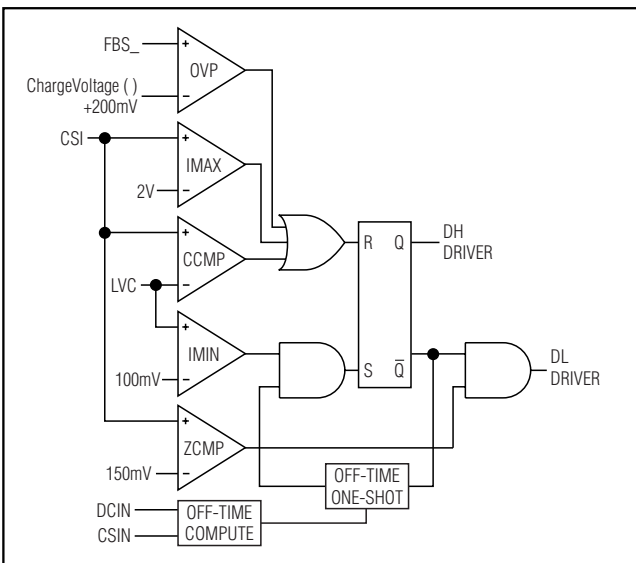 FBS_
+
OVP
ChargeVoltage ( )
+200mV
−
CSI
+
IMAX
2V
−
DH
DRIVER
R Q
+
CCMP
LVC
−
+
IMIN
100mV
−
S Q̅
DL
DRIVER
+
ZCMP
150mV
−
OFF-TIME
ONE-SHOT
DCIN
CSIN
OFF-TIME
COMPUTE